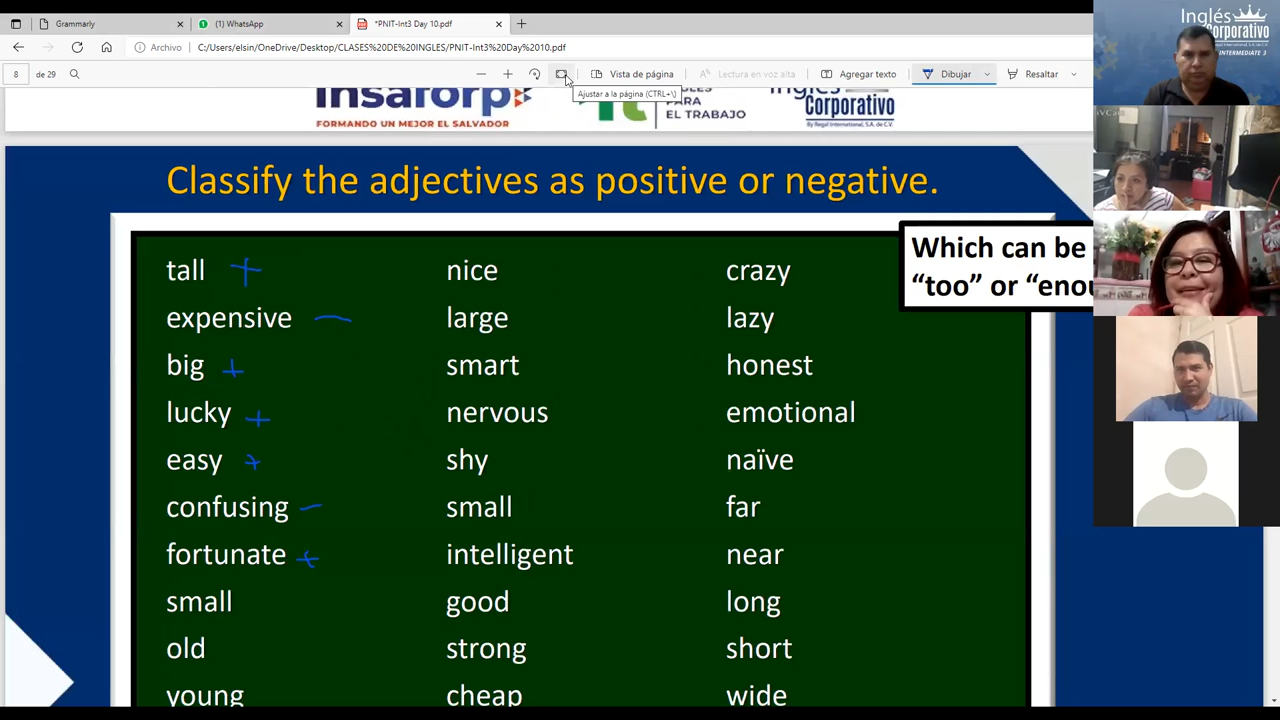 Grammarly
(1) WhatsApp
*PNIT-Int3 Day 10.pdf
Archivo
C:/Users/elsin/OneDrive/Desktop/CLASES%20DE%20INGLES/PNIT-Int3%20Day%2010.pdf
8 de 29
Vista de página
Lectura en voz alta
Agregar texto
Dibujar
Resaltar
Ajustar a la página (CTRL+\)
Insaforp
FORMANDO UN MEJOR EL SALVADOR
INGLÉS
PARA
EL TRABAJO
Inglés
Corporativo
By Regal International, S.A. de C.V.
Inglés
Corporativo
INTERMEDIATE 3
Classify the adjectives as positive or negative.
Which can be
"too" or "enou
tall + nice crazy
expensive – large lazy
big + smart honest
lucky + nervous emotional
easy + shy naïve
confusing – small far
fortunate + intelligent near
small good long
old strong short
young cheap wide